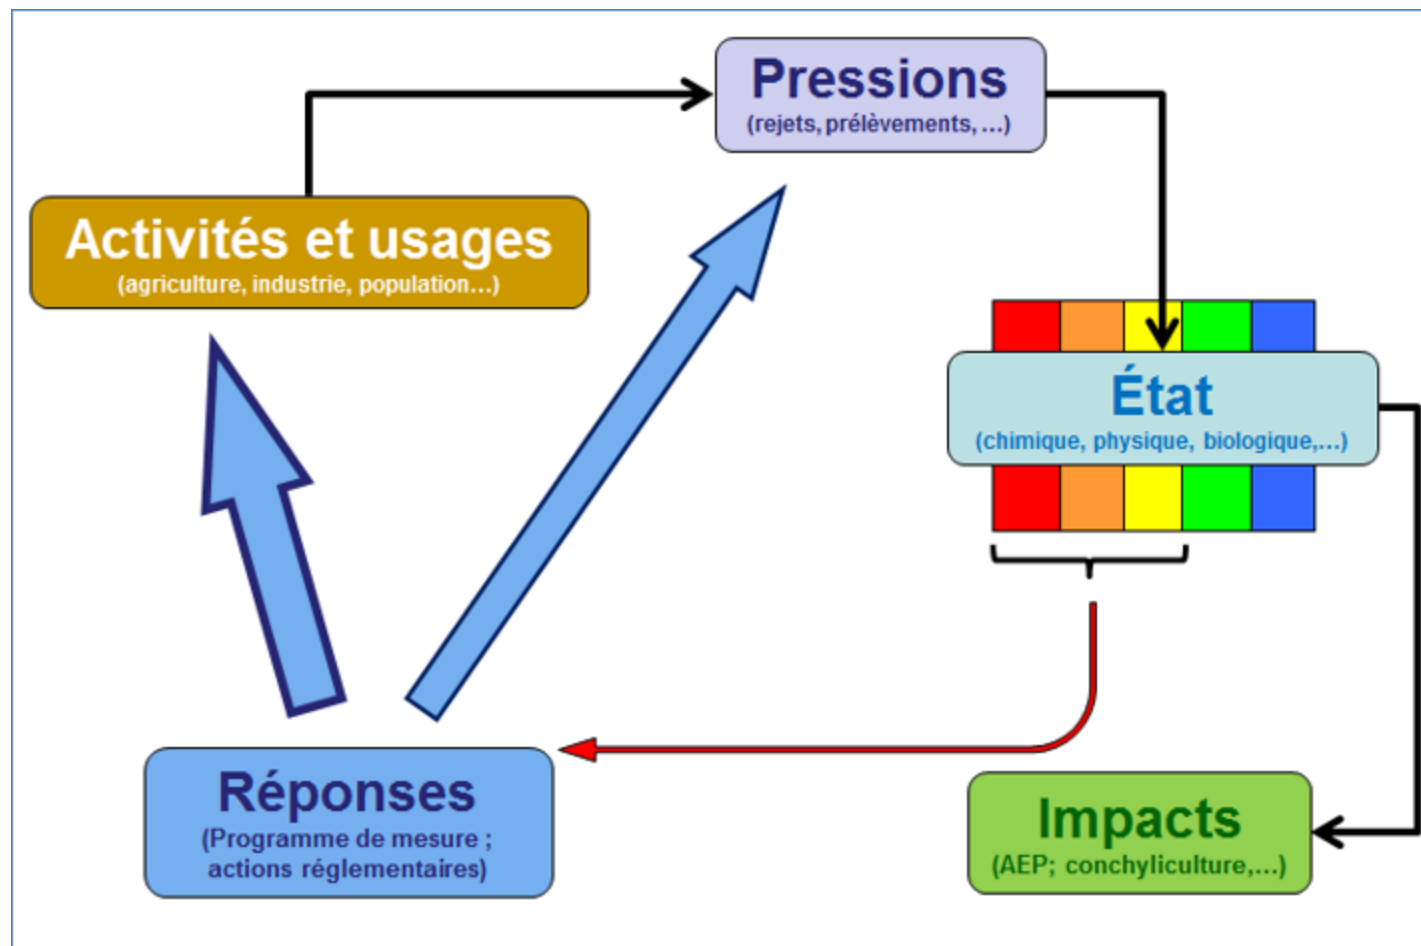 Pressions
(rejets, prélèvements, ...)
Activités et usages
(agriculture, industrie, population...)
État
(chimique, physique, biologique,...)
Réponses
(Programme de mesure ;
actions réglementaires)
Impacts
(AEP; conchyliculture,...)